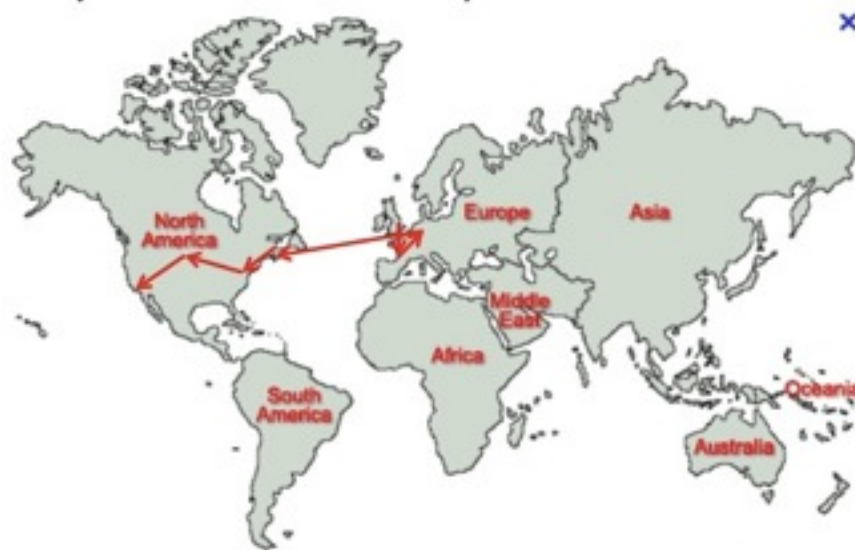 ×
North
America
Europe
Asia
Middle
East
Africa
South
America
Oceania
Australia